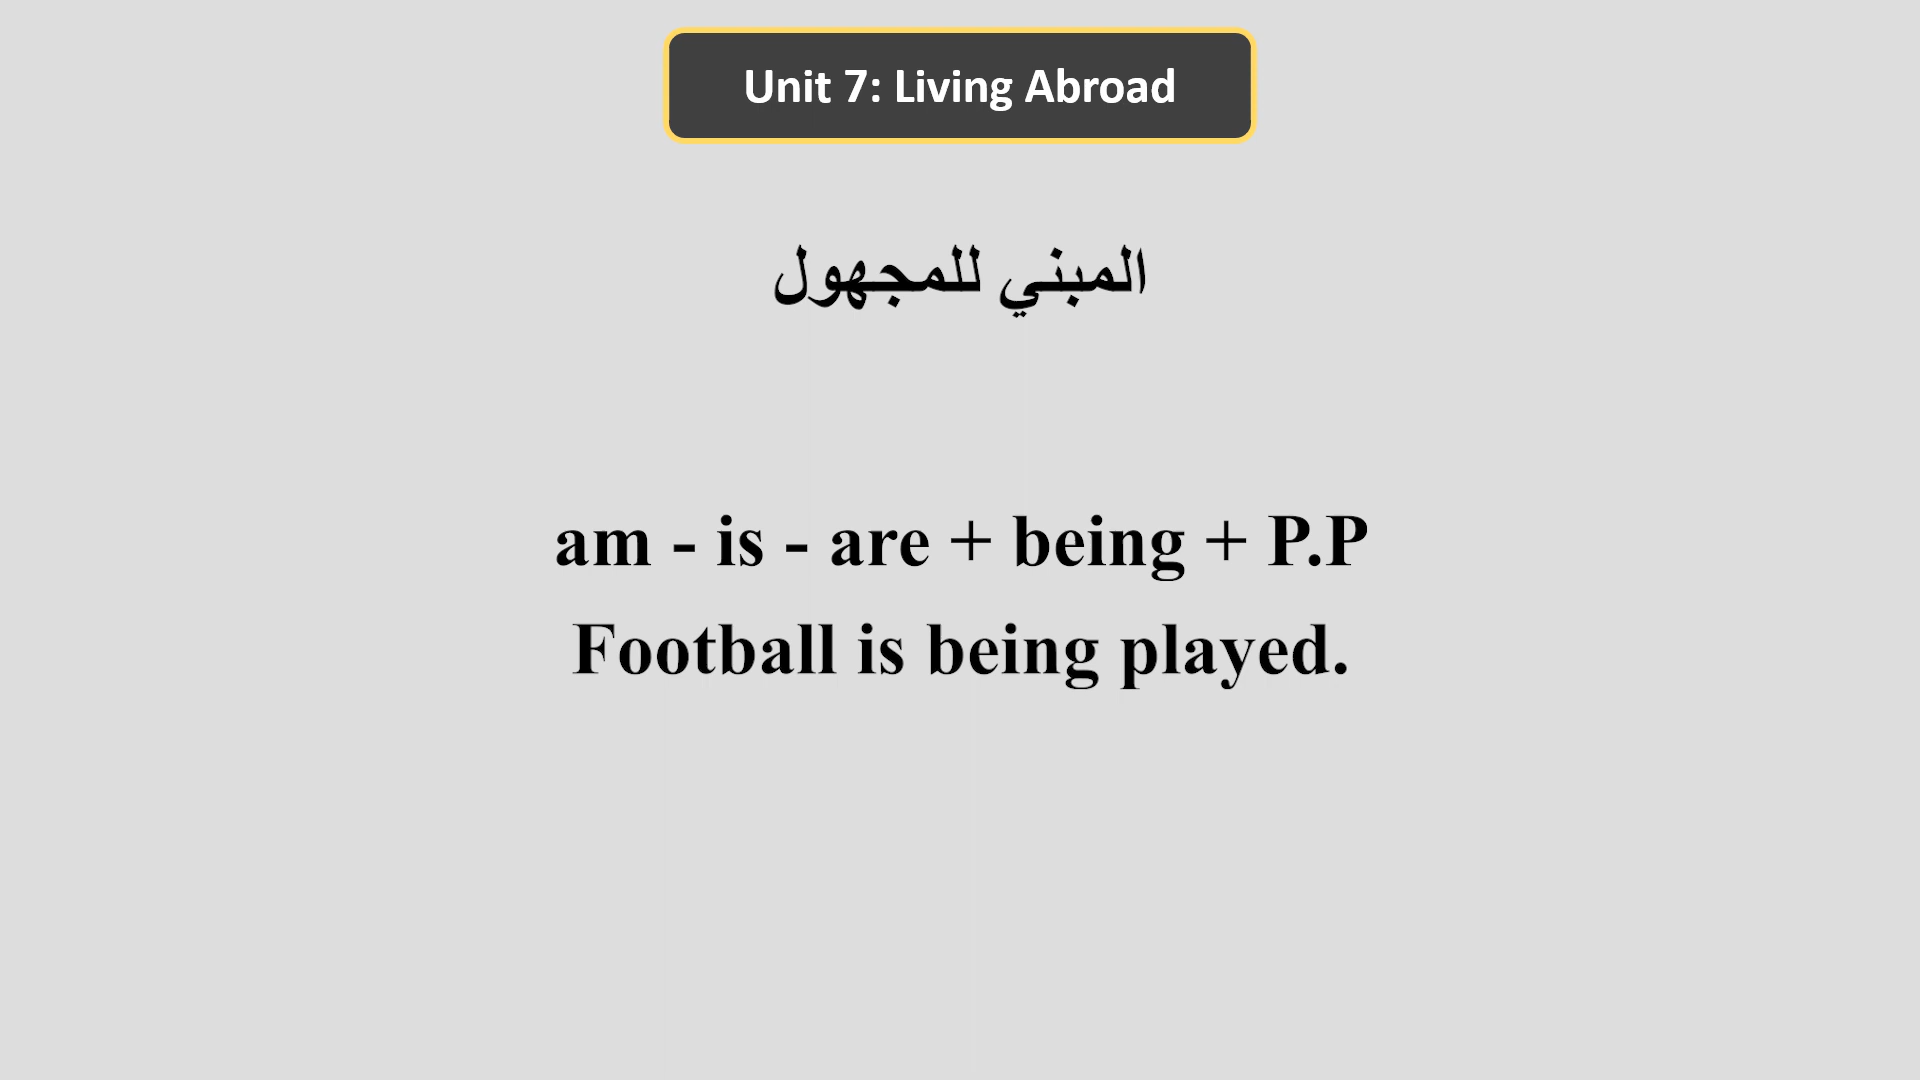 Unit 7: Living Abroad
المبني للمجهول
am - is - are + being + P.P
Football is being played.